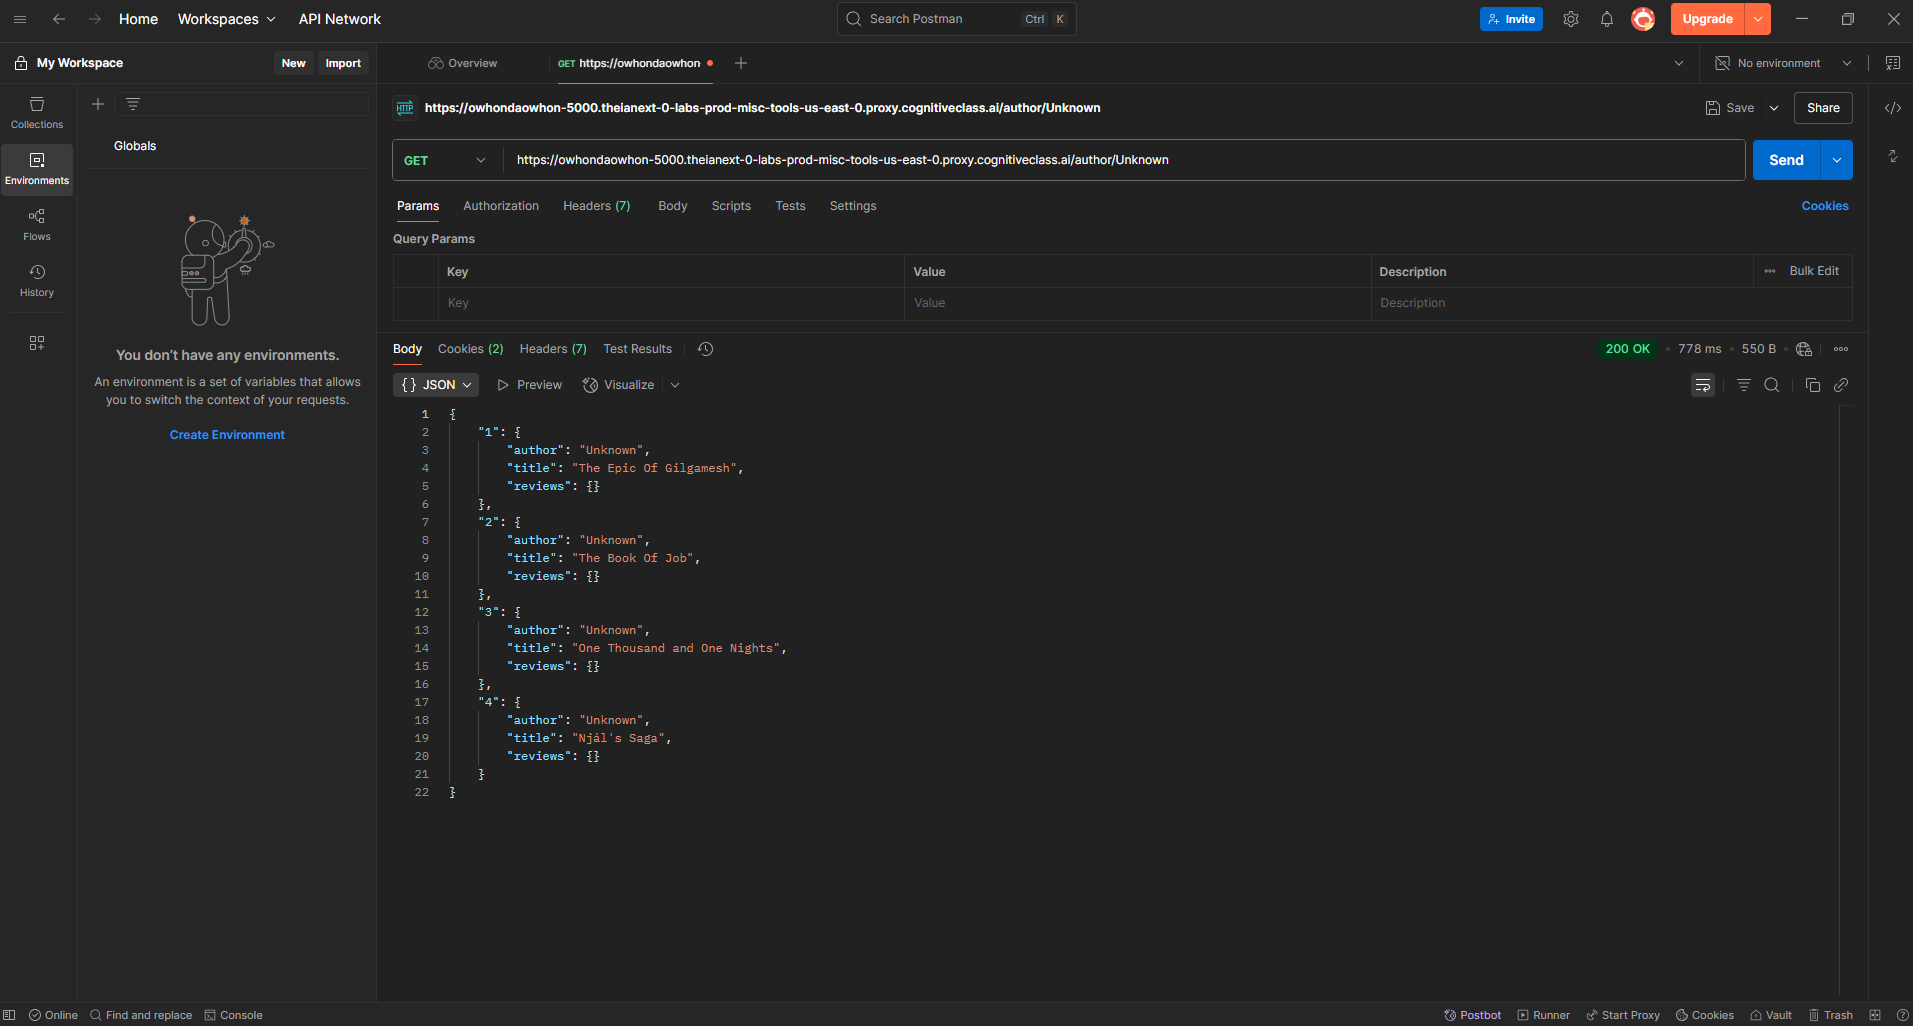 Home Workspaces API Network Search Postman Ctrl K Invite Upgrade
My Workspace New Import Overview GET https://owhondaowhon No environment
Collections
Environments
Flows
History
Globals
You don’t have any environments.
An environment is a set of variables that allows
you to switch the context of your requests.
Create Environment
HTTP https://owhondaowhon-5000.theianext-0-labs-prod-misc-tools-us-east-0.proxy.cognitiveclass.ai/author/Unknown Save Share
GET https://owhondaowhon-5000.theianext-0-labs-prod-misc-tools-us-east-0.proxy.cognitiveclass.ai/author/Unknown Send
Params Authorization Headers (7) Body Scripts Tests Settings Cookies
Query Params
Key Value Description Bulk Edit
Key Value Description
Body Cookies (2) Headers (7) Test Results 200 OK • 778 ms • 550 B •
{} JSON Preview Visualize
1 {
2 "1": {
3 "author": "Unknown",
4 "title": "The Epic Of Gilgamesh",
5 "reviews": {}
6 },
7 "2": {
8 "author": "Unknown",
9 "title": "The Book Of Job",
10 "reviews": {}
11 },
12 "3": {
13 "author": "Unknown",
14 "title": "One Thousand and One Nights",
15 "reviews": {}
16 },
17 "4": {
18 "author": "Unknown",
19 "title": "Njál's Saga",
20 "reviews": {}
21 }
22 }
Online Find and replace Console Postbot Runner Start Proxy Cookies Vault Trash